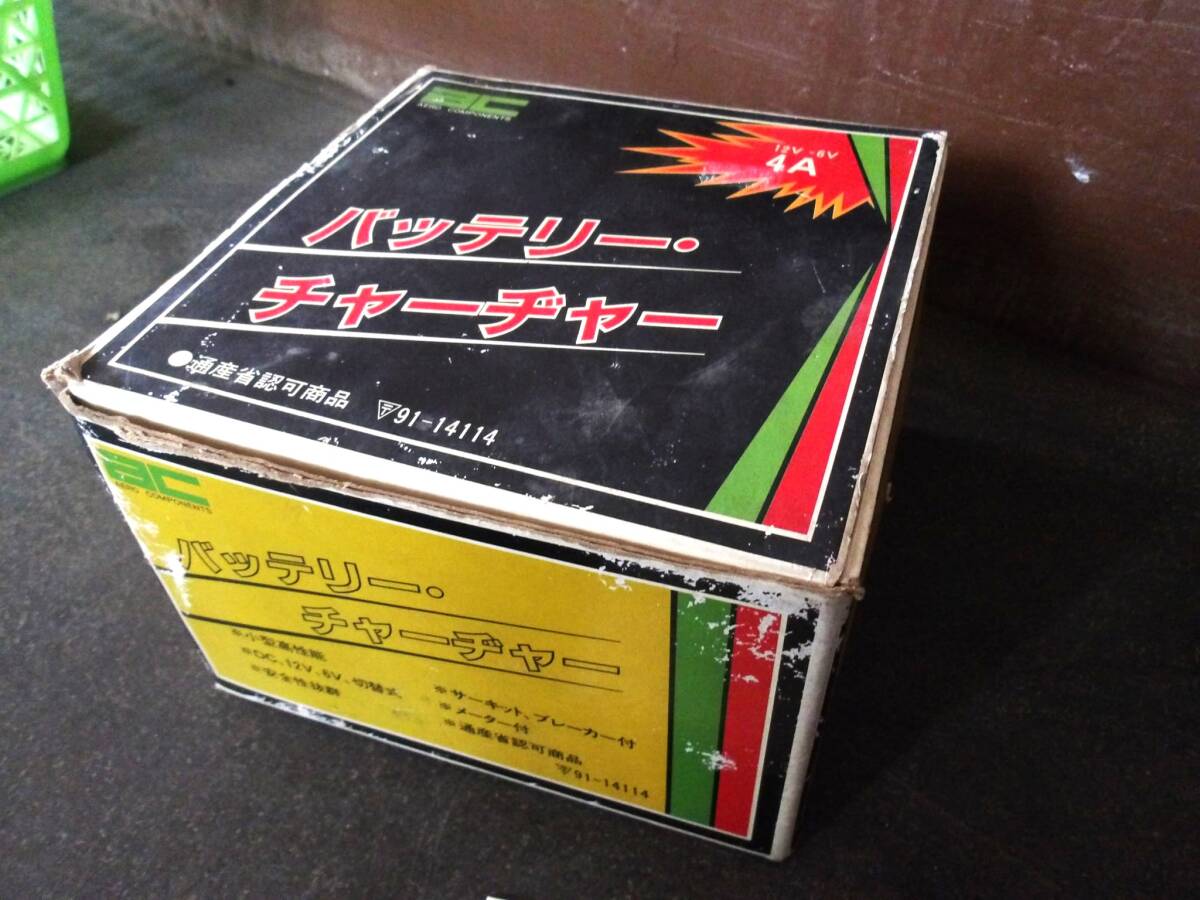 ac
AERO COMPONENTS
12V・6V
4A
バッテリー・
チャーヂャー
●通産省認可商品 〒91-14114
ac
AERO COMPONENTS
バッテリー・
チャーヂャー
※小型高性能
※DC、12V、6V、切替式
※安全性抜群
※サーキット、ブレーカー付
※メーター付
※通産省認可商品
〒91-14114